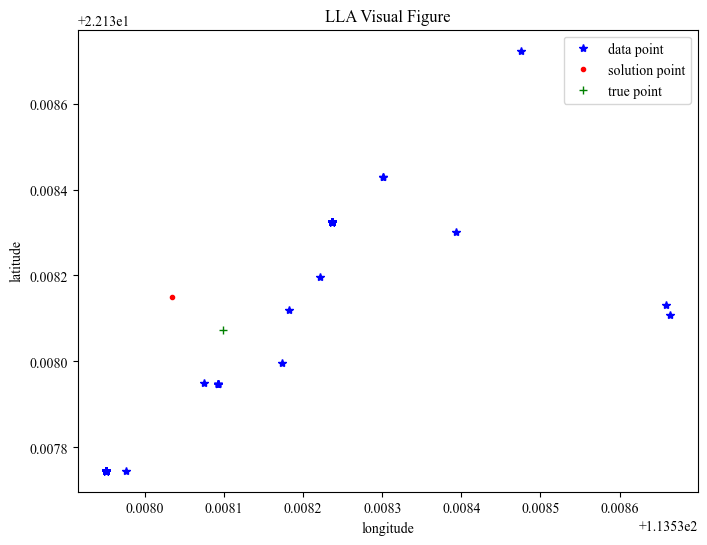 LLA Visual Figure
+2.213e1
data point
solution point
true point
latitude
0.0086
0.0084
0.0082
0.0080
0.0078
0.0080
0.0081
0.0082
0.0083
0.0084
0.0085
0.0086
longitude
+1.1353e2